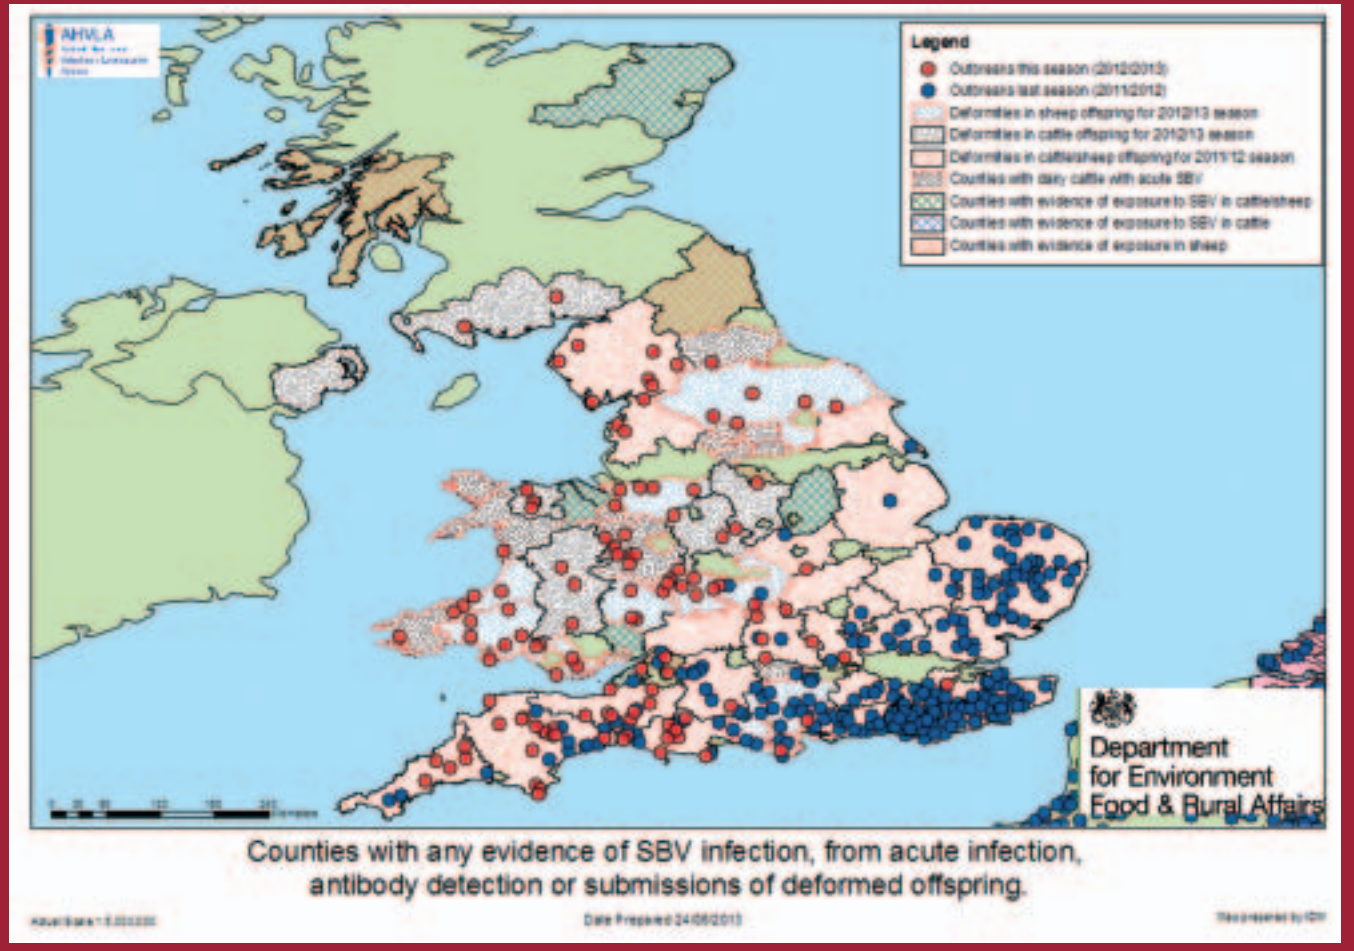 AHVLA
Legend
Outbreaks this season (2012/2013)
Outbreaks last season (2011/2012)
Deformities in sheep offspring for 2012/13 season
Deformities in cattle offspring for 2012/13 season
Deformities in cattle/sheep offspring for 2011/12 season
Counties with dairy cattle with acute SBV
Counties with evidence of exposure to SBV in cattle/sheep
Counties with evidence of exposure to SBV in cattle
Counties with evidence of exposure in sheep
Department
for Environment
Food & Rural Affairs
Counties with any evidence of SBV infection, from acute infection,
antibody detection or submissions of deformed offspring.
Date Prepared